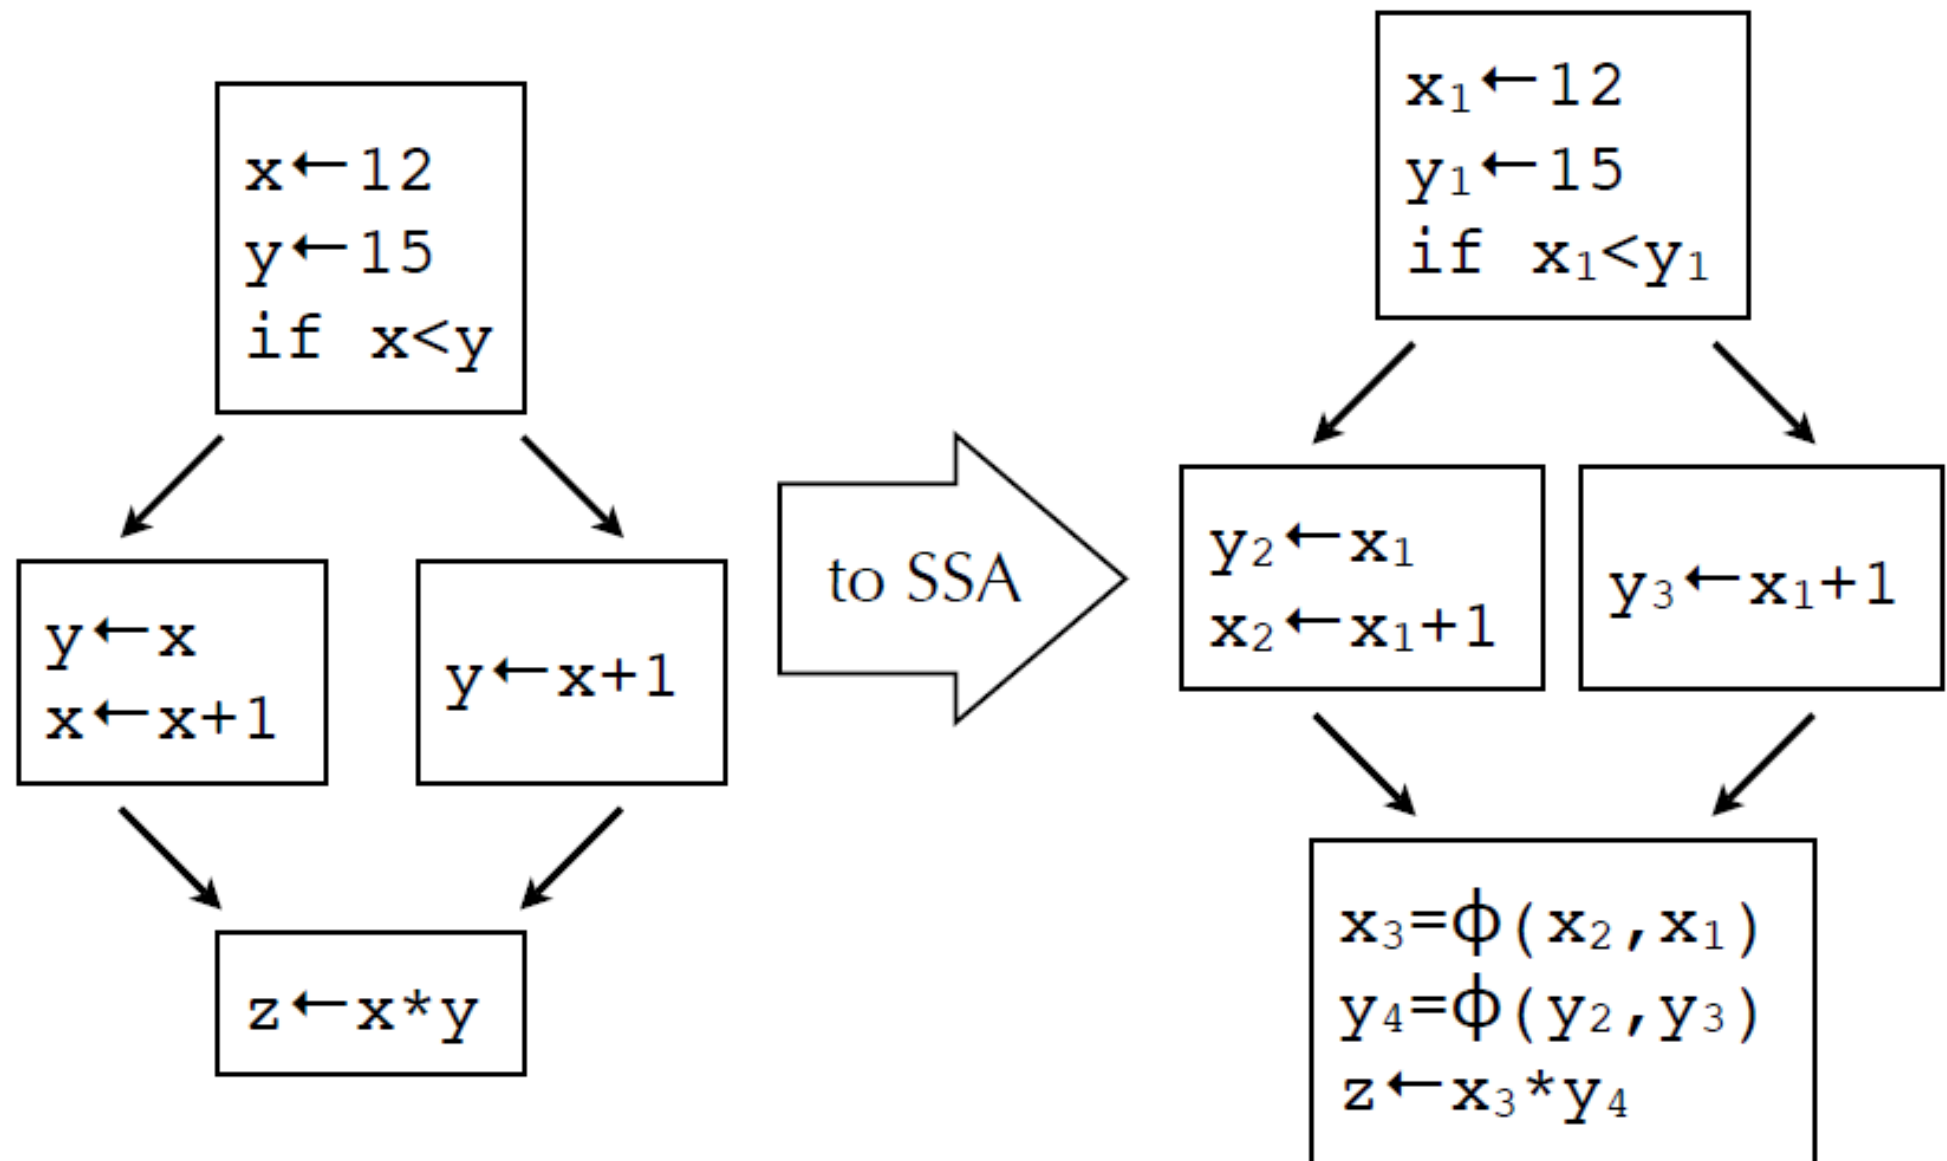 x←12
y←15
if x<y
y←x
x←x+1
y←x+1
z←x*y
to SSA
x₁←12
y₁←15
if x₁<y₁
y₂←x₁
x₂←x₁+1
y₃←x₁+1
x₃=ϕ(x₂,x₁)
y₄=ϕ(y₂,y₃)
z←x₃*y₄